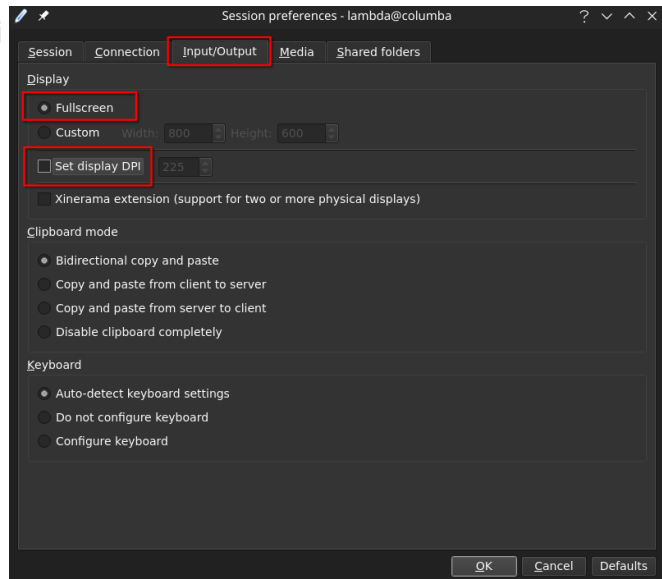 Session preferences - lambda@columba
Session Connection Input/Output Media Shared folders
Display
Fullscreen
Custom Width: 800 Height: 600
Set display DPI 225
Xinerama extension (support for two or more physical displays)
Clipboard mode
Bidirectional copy and paste
Copy and paste from client to server
Copy and paste from server to client
Disable clipboard completely
Keyboard
Auto-detect keyboard settings
Do not configure keyboard
Configure keyboard
OK Cancel Defaults